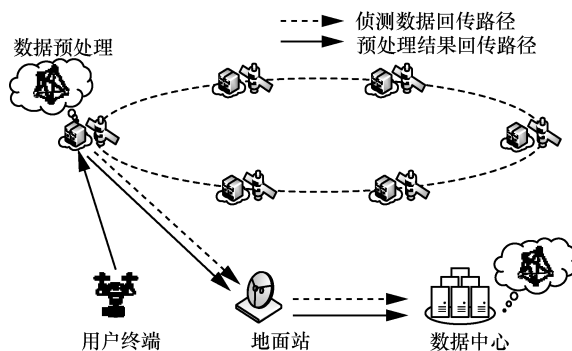 侦测数据回传路径
预处理结果回传路径
数据预处理
用户终端
地面站
数据中心